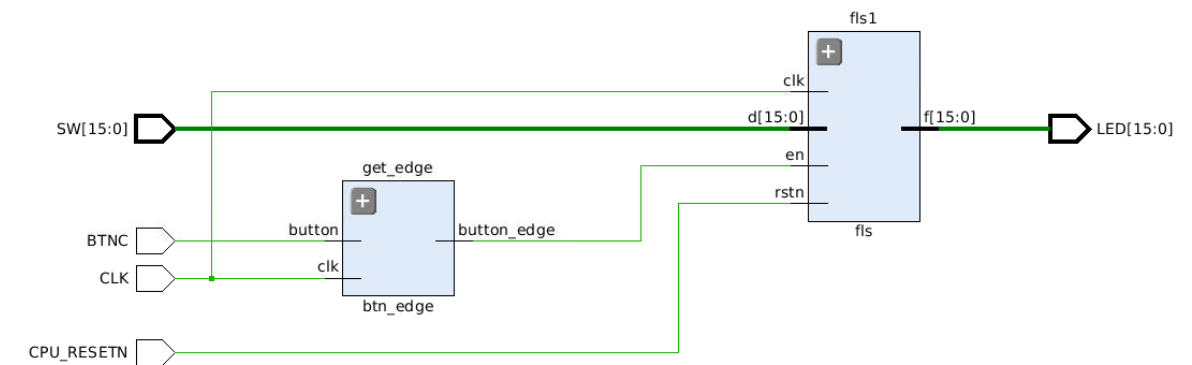 fls1
clk
SW[15:0]
d[15:0]
f[15:0]
LED[15:0]
en
get_edge
rstn
button
button_edge
BTNC
fls
clk
CLK
btn_edge
CPU_RESETN